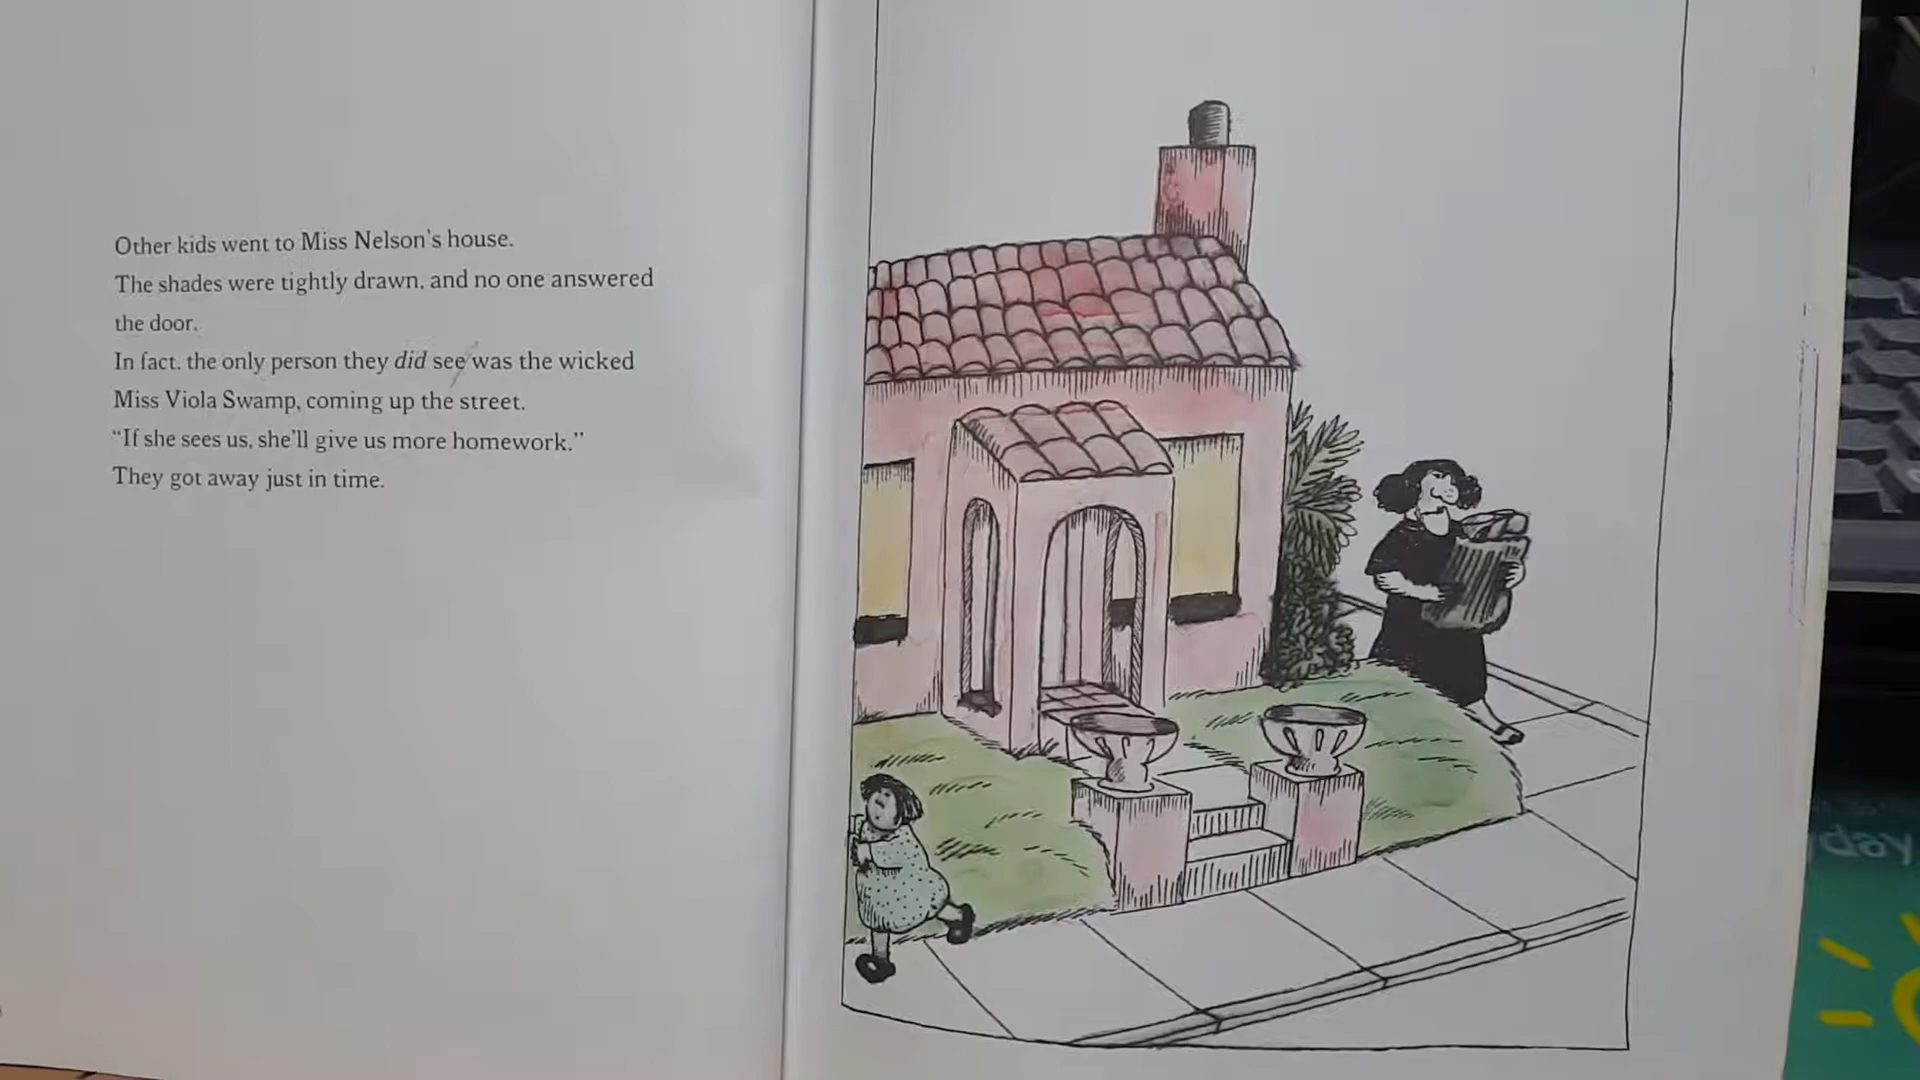 Other kids went to Miss Nelson's house.
The shades were tightly drawn, and no one answered
the door.
In fact, the only person they did see was the wicked
Miss Viola Swamp, coming up the street.
“If she sees us, she'll give us more homework.”
They got away just in time.
day